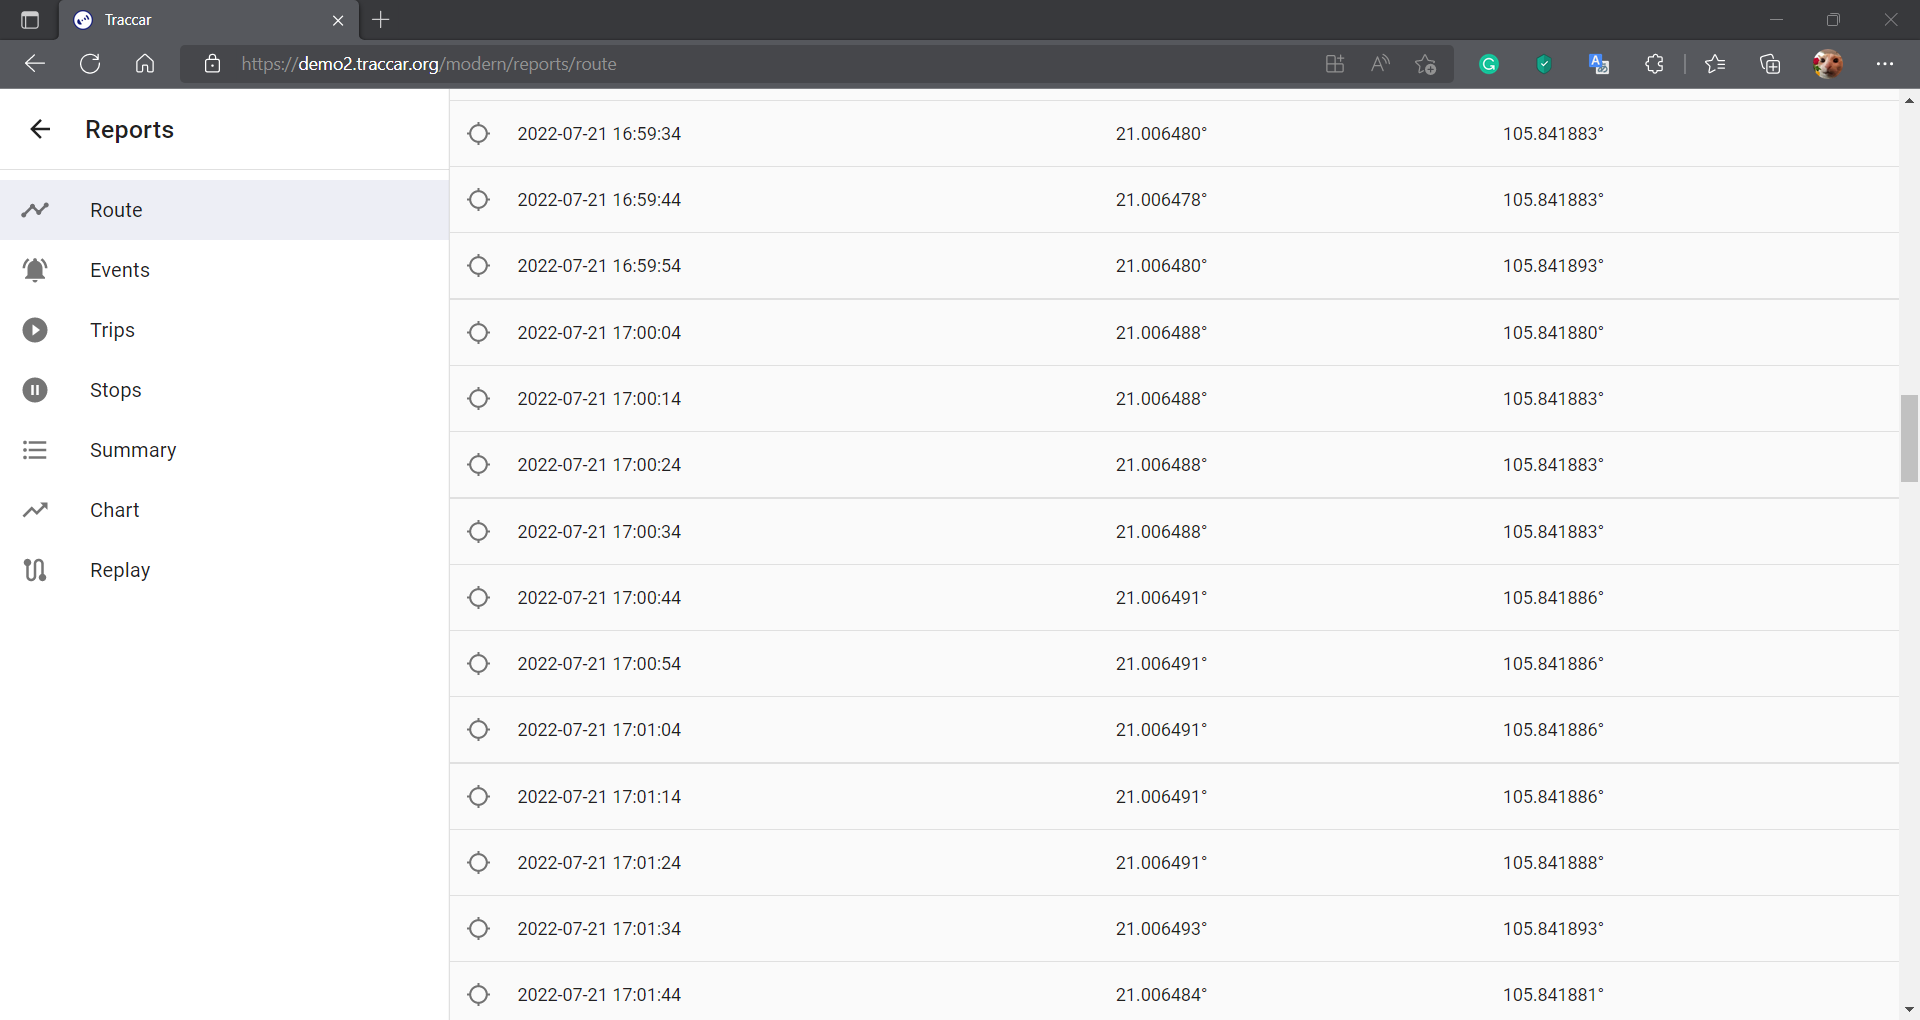 Traccar
https://demo2.traccar.org/modern/reports/route
Reports
Route
Events
Trips
Stops
Summary
Chart
Replay
2022-07-21 16:59:34 21.006480° 105.841883°
2022-07-21 16:59:44 21.006478° 105.841883°
2022-07-21 16:59:54 21.006480° 105.841893°
2022-07-21 17:00:04 21.006488° 105.841880°
2022-07-21 17:00:14 21.006488° 105.841883°
2022-07-21 17:00:24 21.006488° 105.841883°
2022-07-21 17:00:34 21.006488° 105.841883°
2022-07-21 17:00:44 21.006491° 105.841886°
2022-07-21 17:00:54 21.006491° 105.841886°
2022-07-21 17:01:04 21.006491° 105.841886°
2022-07-21 17:01:14 21.006491° 105.841886°
2022-07-21 17:01:24 21.006491° 105.841888°
2022-07-21 17:01:34 21.006493° 105.841893°
2022-07-21 17:01:44 21.006484° 105.841881°